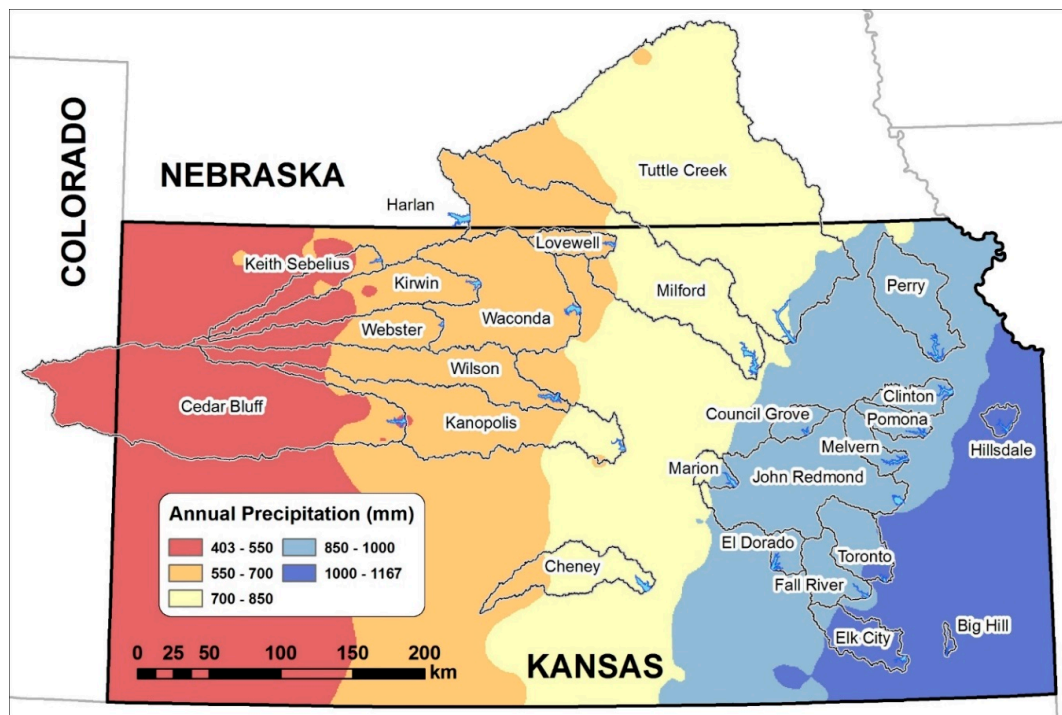 COLORADO
NEBRASKA
Tuttle Creek
Harlan
Lovewell
Keith Sebelius
Kirwin
Milford
Perry
Waconda
Webster
Wilson
Clinton
Cedar Bluff
Council Grove
Pomona
Kanopolis
Melvern
Hillsdale
Marion
John Redmond
Annual Precipitation (mm)
403 - 550
850 - 1000
550 - 700
1000 - 1167
700 - 850
El Dorado
Toronto
Cheney
Fall River
Big Hill
Elk City
0 25 50 100 150 200
km
KANSAS